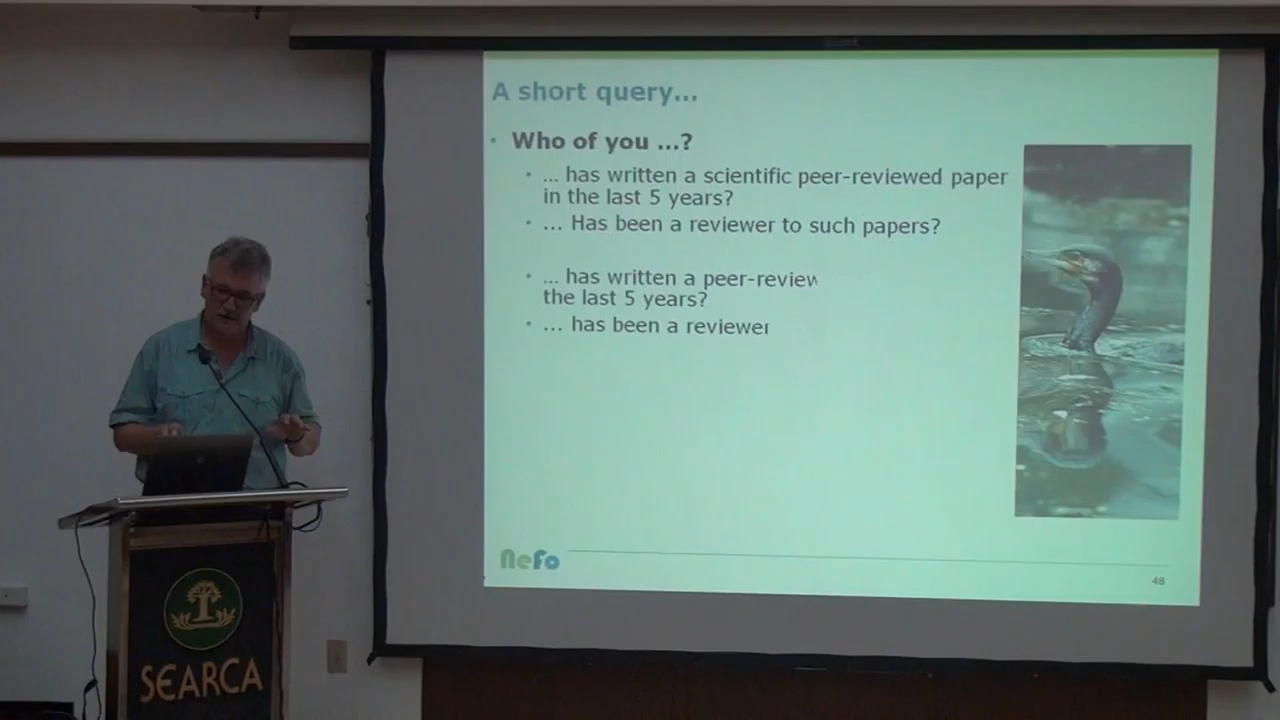 A short query...
Who of you ...?
... has written a scientific peer-reviewed paper
in the last 5 years?
... Has been a reviewer to such papers?
... has written a peer-review
the last 5 years?
... has been a reviewer
NeFo
48
SEARCA